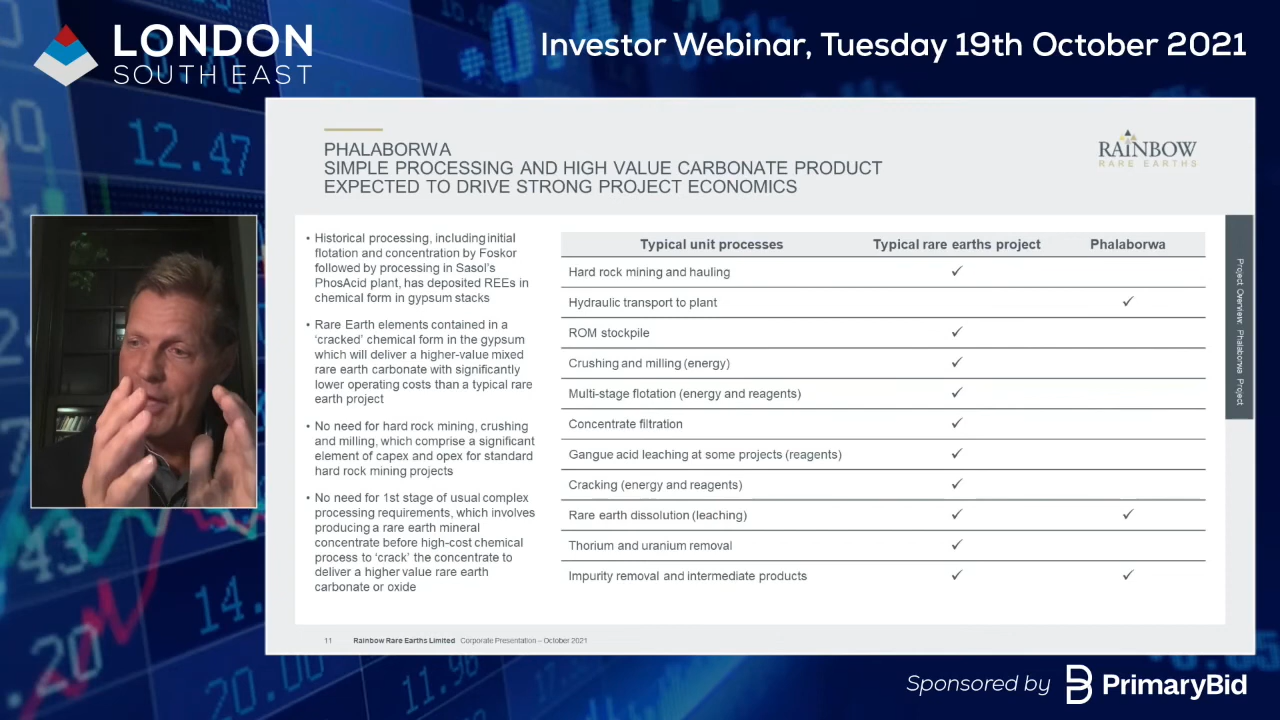 LONDON
SOUTH EAST
Investor Webinar, Tuesday 19th October 2021
12.47
PHALABORWA
SIMPLE PROCESSING AND HIGH VALUE CARBONATE PRODUCT
EXPECTED TO DRIVE STRONG PROJECT ECONOMICS
RAINBOW
RARE EARTHS
• Historical processing, including initial
flotation and concentration by Foskor
followed by processing in Sasol's
PhosAcid plant, has deposited REEs in
chemical form in gypsum stacks
• Rare Earth elements contained in a
'cracked' chemical form in the gypsum
which will deliver a higher-value mixed
rare earth carbonate with significantly
lower operating costs than a typical rare
earth project
• No need for hard rock mining, crushing
and milling, which comprise a significant
element of capex and opex for standard
hard rock mining projects
• No need for 1st stage of usual complex
processing requirements, which involves
producing a rare earth mineral
concentrate before high-cost chemical
process to 'crack' the concentrate to
deliver a higher value rare earth
carbonate or oxide
Typical unit processes Typical rare earths project Phalaborwa
Hard rock mining and hauling ✓
Hydraulic transport to plant ✓
ROM stockpile ✓
Crushing and milling (energy) ✓
Multi-stage flotation (energy and reagents) ✓
Concentrate filtration ✓
Gangue acid leaching at some projects (reagents) ✓
Cracking (energy and reagents) ✓
Rare earth dissolution (leaching) ✓ ✓
Thorium and uranium removal ✓
Impurity removal and intermediate products ✓ ✓
Project Overview: Phalaborwa Project
11 Rainbow Rare Earths Limited Corporate Presentation – October 2021
43
.20
14.
20.00
11.98
Sponsored by PrimaryBid